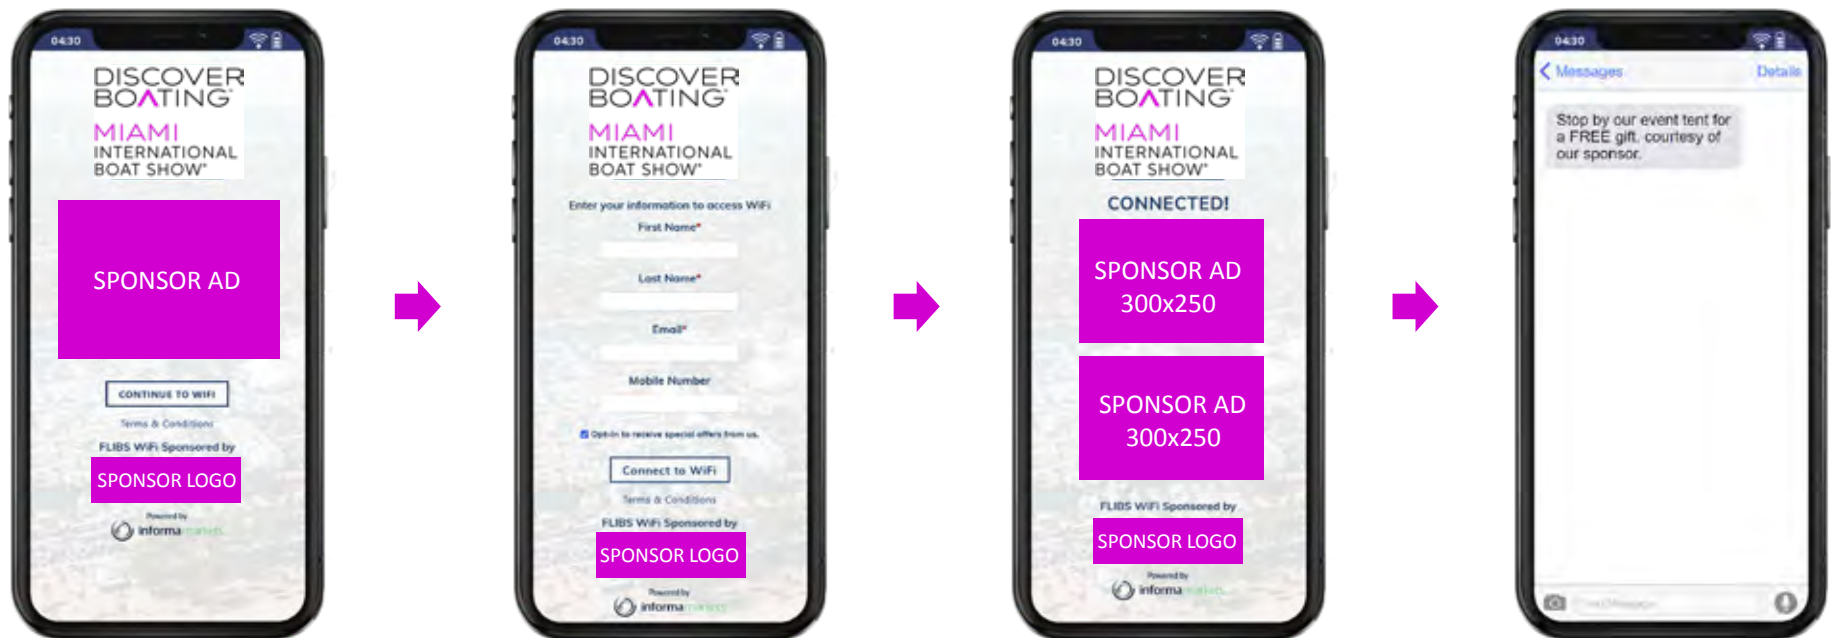 04:30
DISCOVER
BOATING
MIAMI
INTERNATIONAL
BOAT SHOW
SPONSOR AD
CONTINUE TO WIFI
Terms & Conditions
FLIBS WiFi Sponsored by
SPONSOR LOGO
Powered by
informa markets
04:30
DISCOVER
BOATING
MIAMI
INTERNATIONAL
BOAT SHOW
Enter your information to access WiFi
First Name*
Last Name*
Email*
Mobile Number
Opt-in to receive special offers from us.
Connect to WiFi
Terms & Conditions
FLIBS WiFi Sponsored by
SPONSOR LOGO
Powered by
informa markets
04:30
DISCOVER
BOATING
MIAMI
INTERNATIONAL
BOAT SHOW
CONNECTED!
SPONSOR AD
300x250
SPONSOR AD
300x250
FLIBS WiFi Sponsored by
SPONSOR LOGO
Powered by
informa markets
04:30
Messages
Details
Stop by our event tent for
a FREE gift. courtesy of
our sponsor.